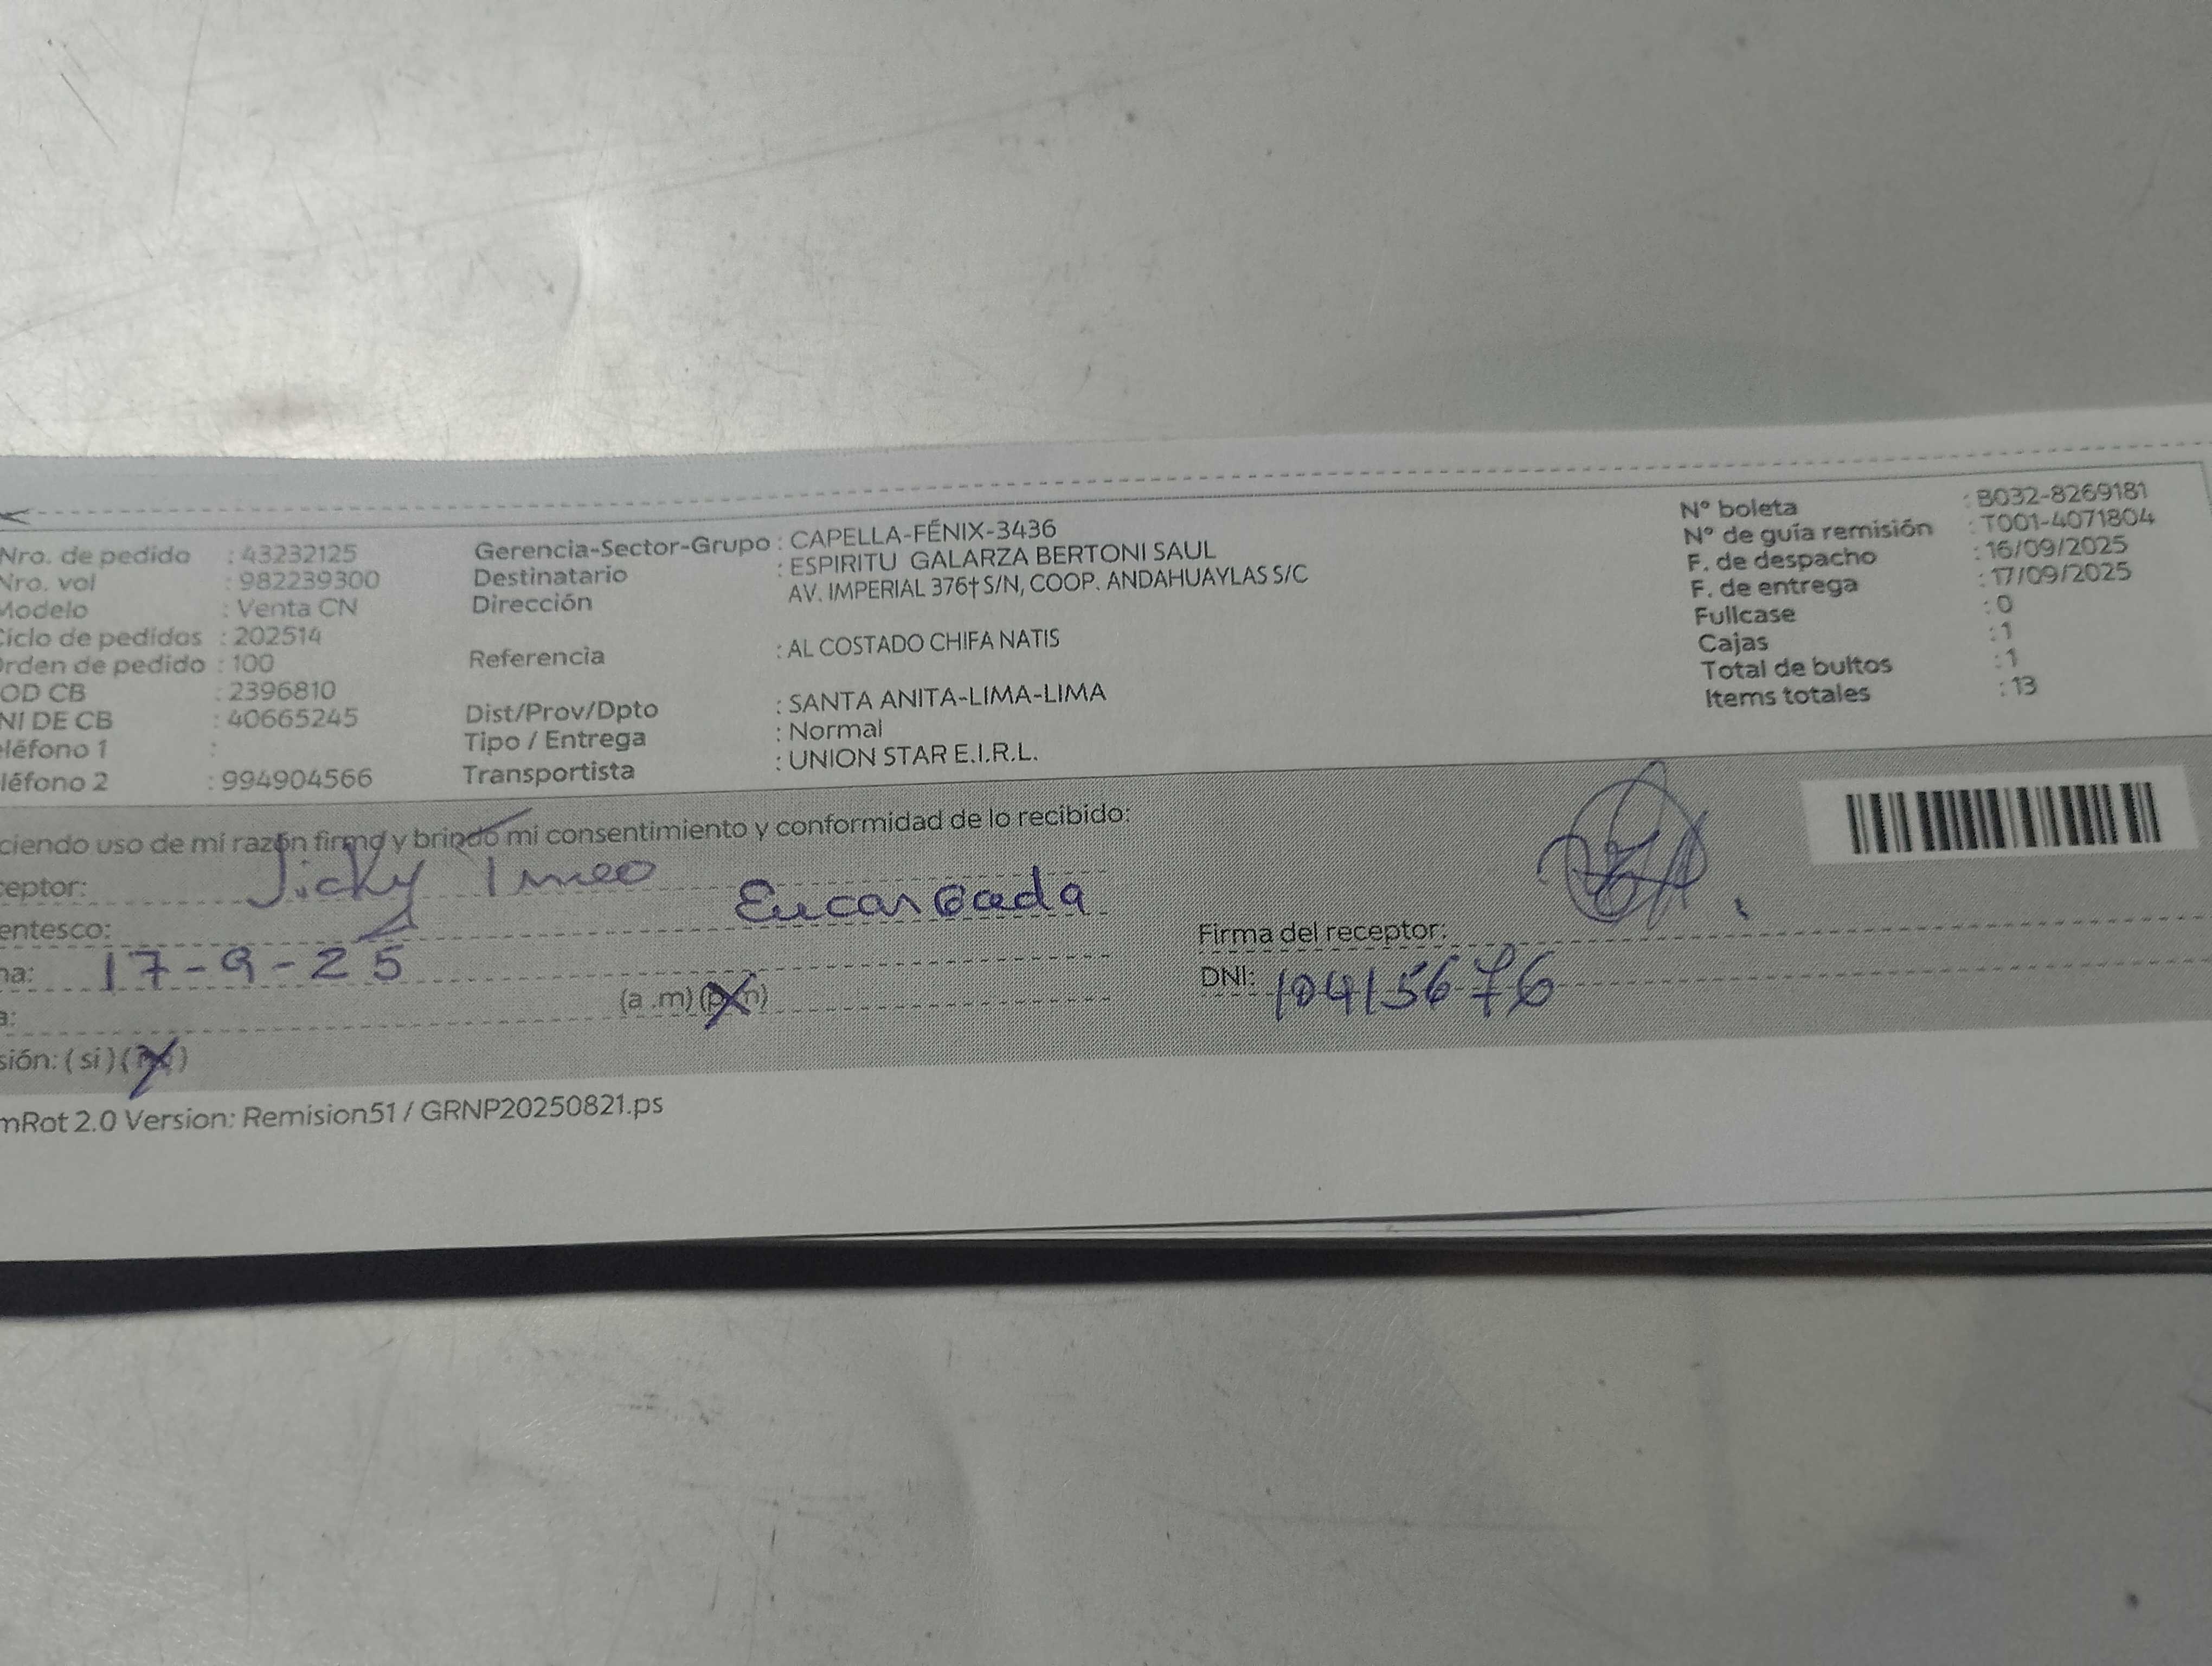 Nro. de pedido : 43232125 Gerencia-Sector-Grupo : CAPELLA-FÉNIX-3436 N° boleta : B032-8269181
Nro. vol : 982239300 Destinatario : ESPIRITU GALARZA BERTONI SAUL N° de guía remisión : T001-4071804
Modelo : Venta CN Dirección AV. IMPERIAL 376† S/N, COOP. ANDAHUAYLAS S/C F. de despacho : 16/09/2025
Ciclo de pedidos : 202514 F. de entrega : 17/09/2025
Orden de pedido : 100 Referencia : AL COSTADO CHIFA NATIS Fullcase : 0
OD CB : 2396810 Cajas : 1
NI DE CB : 40665245 Dist/Prov/Dpto : SANTA ANITA-LIMA-LIMA Total de bultos : 1
eléfono 1 : Tipo / Entrega : Normal Items totales : 13
léfono 2 : 994904566 Transportista : UNION STAR E.I.R.L.
ciendo uso de mi razón firmo y brindo mi consentimiento y conformidad de lo recibido:
ceptor:
entesco: Encargada
Firma del receptor:
na: 17-9-25
DNI: 10415676
a: (a .m) (p.m)
sión: ( si ) (no)
mRot 2.0 Version: Remision51 / GRNP20250821.ps